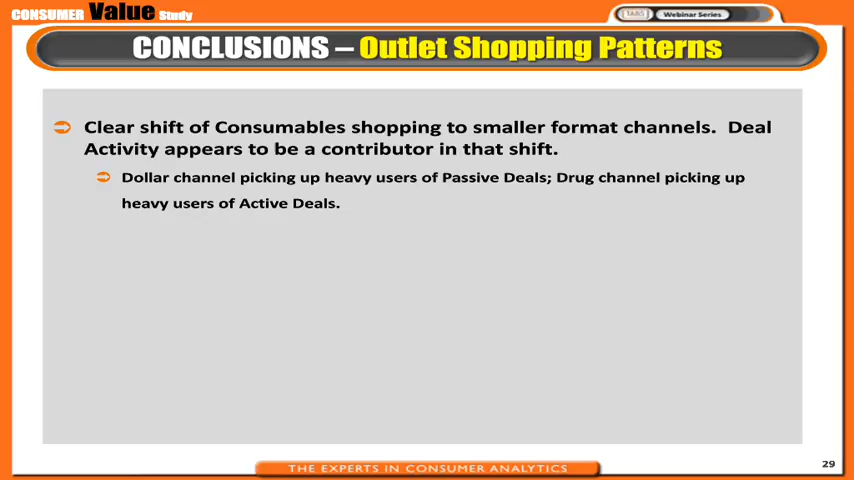 CONSUMER Value Study
TABS Webinar Series
CONCLUSIONS – Outlet Shopping Patterns
Clear shift of Consumables shopping to smaller format channels. Deal
Activity appears to be a contributor in that shift.
Dollar channel picking up heavy users of Passive Deals; Drug channel picking up
heavy users of Active Deals.
THE EXPERTS IN CONSUMER ANALYTICS
29